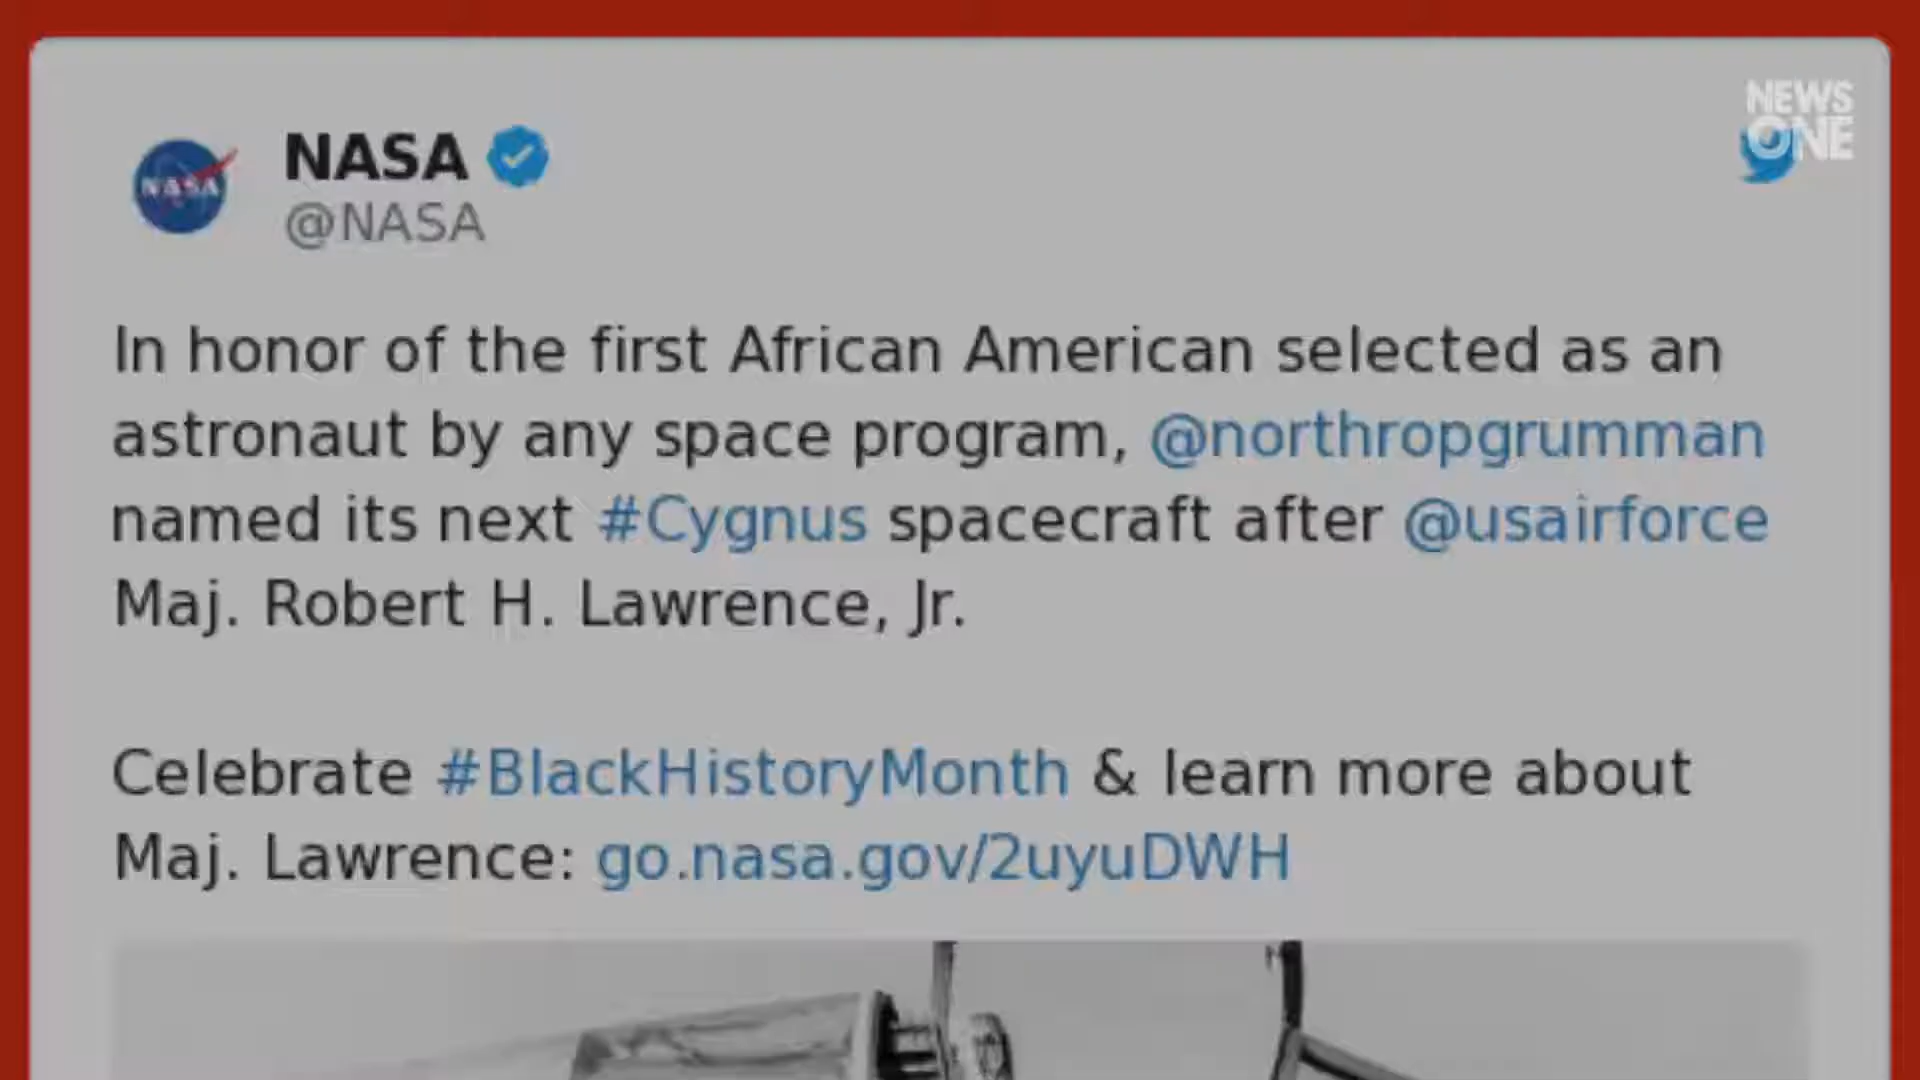 NEWS
ONE
NASA
NASA
@NASA
In honor of the first African American selected as an
astronaut by any space program, @northropgrumman
named its next #Cygnus spacecraft after @usairforce
Maj. Robert H. Lawrence, Jr.
Celebrate #BlackHistoryMonth & learn more about
Maj. Lawrence: go.nasa.gov/2uyuDWH